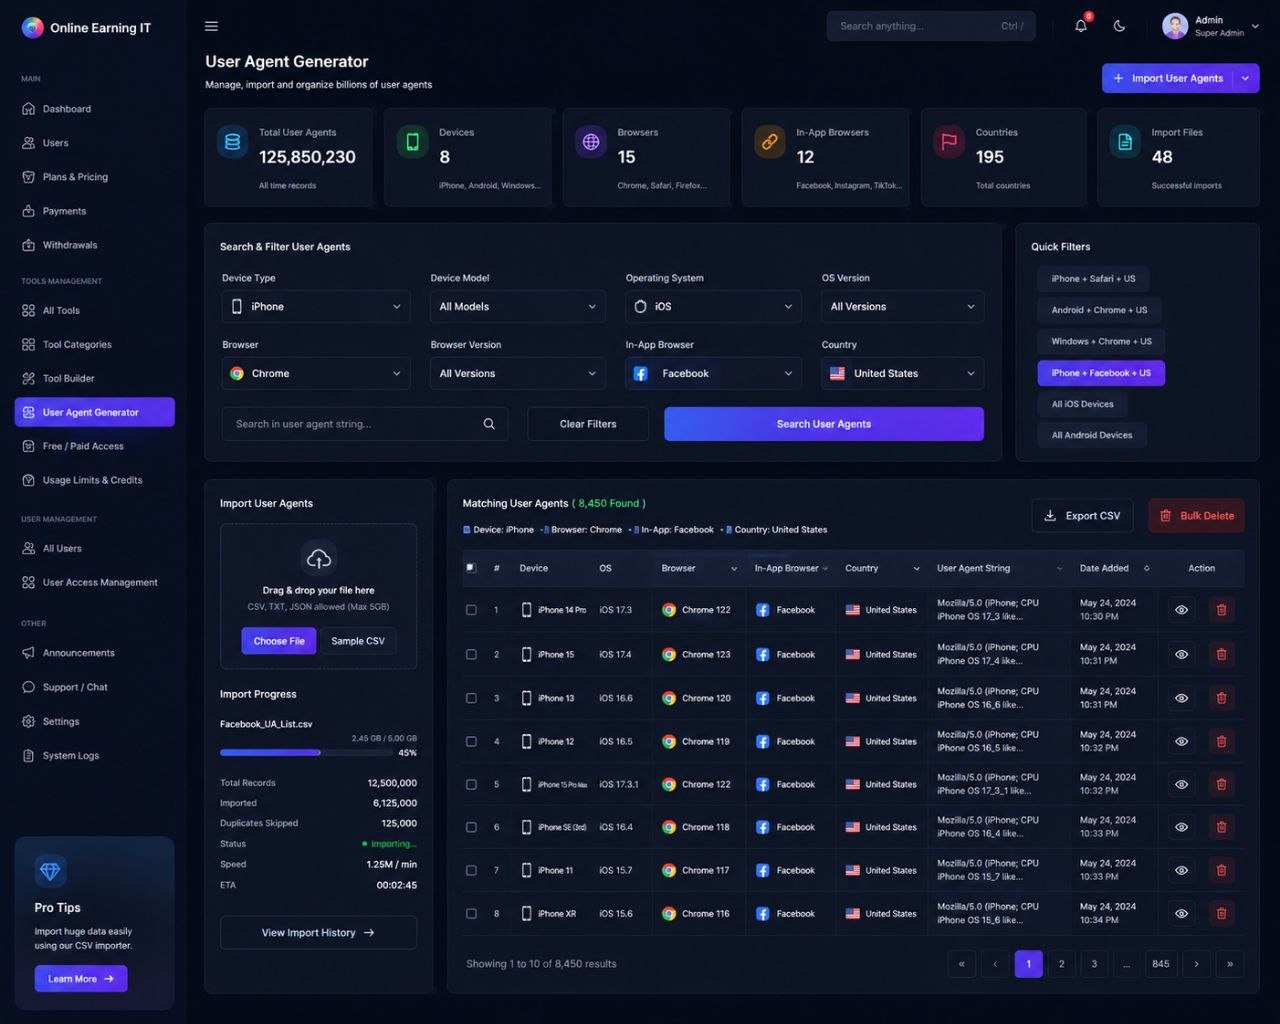 Online Earning IT
MAIN
Dashboard
Users
Plans & Pricing
Payments
Withdrawals
TOOLS MANAGEMENT
All Tools
Tool Categories
Tool Builder
User Agent Generator
Free / Paid Access
Usage Limits & Credits
USER MANAGEMENT
All Users
User Access Management
OTHER
Announcements
Support / Chat
Settings
System Logs
Pro Tips
Import huge data easily
using our CSV importer.
Learn More →
Search anything... Ctrl /
8
Admin
Super Admin
User Agent Generator
Manage, import and organize billions of user agents
+ Import User Agents
Total User Agents
125,850,230
All time records
Devices
8
iPhone, Android, Windows...
Browsers
15
Chrome, Safari, Firefox...
In-App Browsers
12
Facebook, Instagram, TikTok...
Countries
195
Total countries
Import Files
48
Successful imports
Search & Filter User Agents
Device Type Device Model Operating System OS Version
iPhone All Models iOS All Versions
Browser Browser Version In-App Browser Country
Chrome All Versions Facebook United States
Search in user agent string... Clear Filters Search User Agents
Quick Filters
iPhone + Safari + US
Android + Chrome + US
Windows + Chrome + US
iPhone + Facebook + US
All iOS Devices
All Android Devices
Import User Agents
Drag & drop your file here
CSV, TXT, JSON allowed (Max 5GB)
Choose File Sample CSV
Import Progress
Facebook_UA_List.csv
2.45 GB / 5.00 GB
45%
Total Records 12,500,000
Imported 6,125,000
Duplicates Skipped 125,000
Status Importing...
Speed 1.25M / min
ETA 00:02:45
View Import History →
Matching User Agents ( 8,450 Found )
Device: iPhone • Browser: Chrome • In-App: Facebook • Country: United States
Export CSV Bulk Delete
# Device OS Browser In-App Browser Country User Agent String Date Added Action
1 iPhone 14 Pro iOS 17.3 Chrome 122 Facebook United States Mozilla/5.0 (iPhone; CPU May 24, 2024
iPhone OS 17_3 like... 10:30 PM
2 iPhone 15 iOS 17.4 Chrome 123 Facebook United States Mozilla/5.0 (iPhone; CPU May 24, 2024
iPhone OS 17_4 like... 10:31 PM
3 iPhone 13 iOS 16.6 Chrome 120 Facebook United States Mozilla/5.0 (iPhone; CPU May 24, 2024
iPhone OS 16_6 like... 10:31 PM
4 iPhone 12 iOS 16.5 Chrome 119 Facebook United States Mozilla/5.0 (iPhone; CPU May 24, 2024
iPhone OS 16_5 like... 10:32 PM
5 iPhone 15 Pro Max iOS 17.3.1 Chrome 122 Facebook United States Mozilla/5.0 (iPhone; CPU May 24, 2024
iPhone OS 17_3_1 like... 10:32 PM
6 iPhone SE (3rd) iOS 16.4 Chrome 118 Facebook United States Mozilla/5.0 (iPhone; CPU May 24, 2024
iPhone OS 16_4 like... 10:33 PM
7 iPhone 11 iOS 15.7 Chrome 117 Facebook United States Mozilla/5.0 (iPhone; CPU May 24, 2024
iPhone OS 15_7 like... 10:33 PM
8 iPhone XR iOS 15.6 Chrome 116 Facebook United States Mozilla/5.0 (iPhone; CPU May 24, 2024
iPhone OS 15_6 like... 10:34 PM
Showing 1 to 10 of 8,450 results « ‹ 1 2 3 ... 845 › »